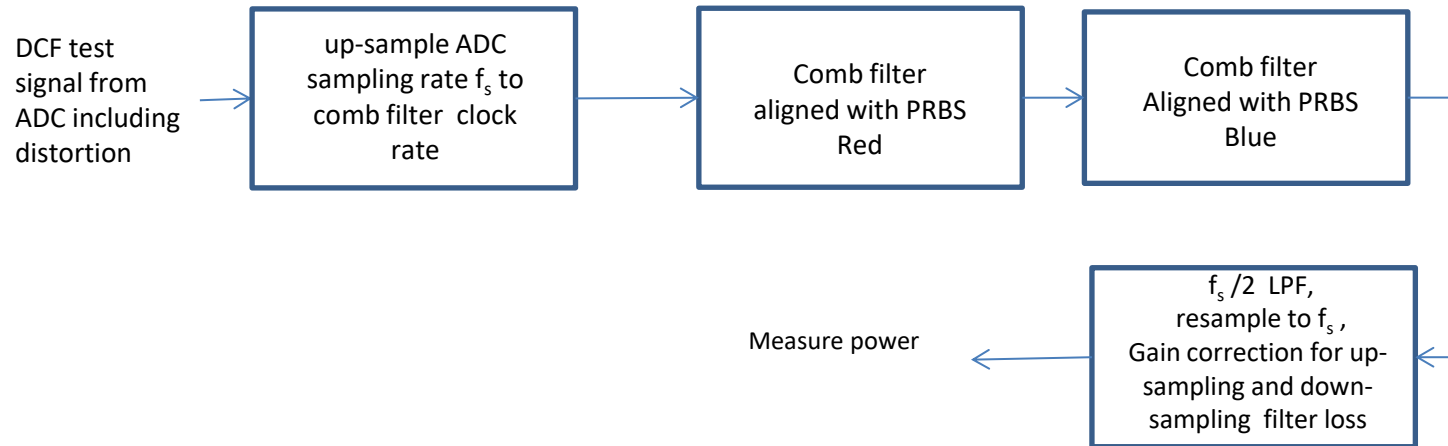 DCF test
signal from
ADC including
distortion
up-sample ADC
sampling rate fs to
comb filter clock
rate
Comb filter
aligned with PRBS
Red
Comb filter
Aligned with PRBS
Blue
fs /2 LPF,
resample to fs ,
Gain correction for up-
sampling and down-
sampling filter loss
Measure power